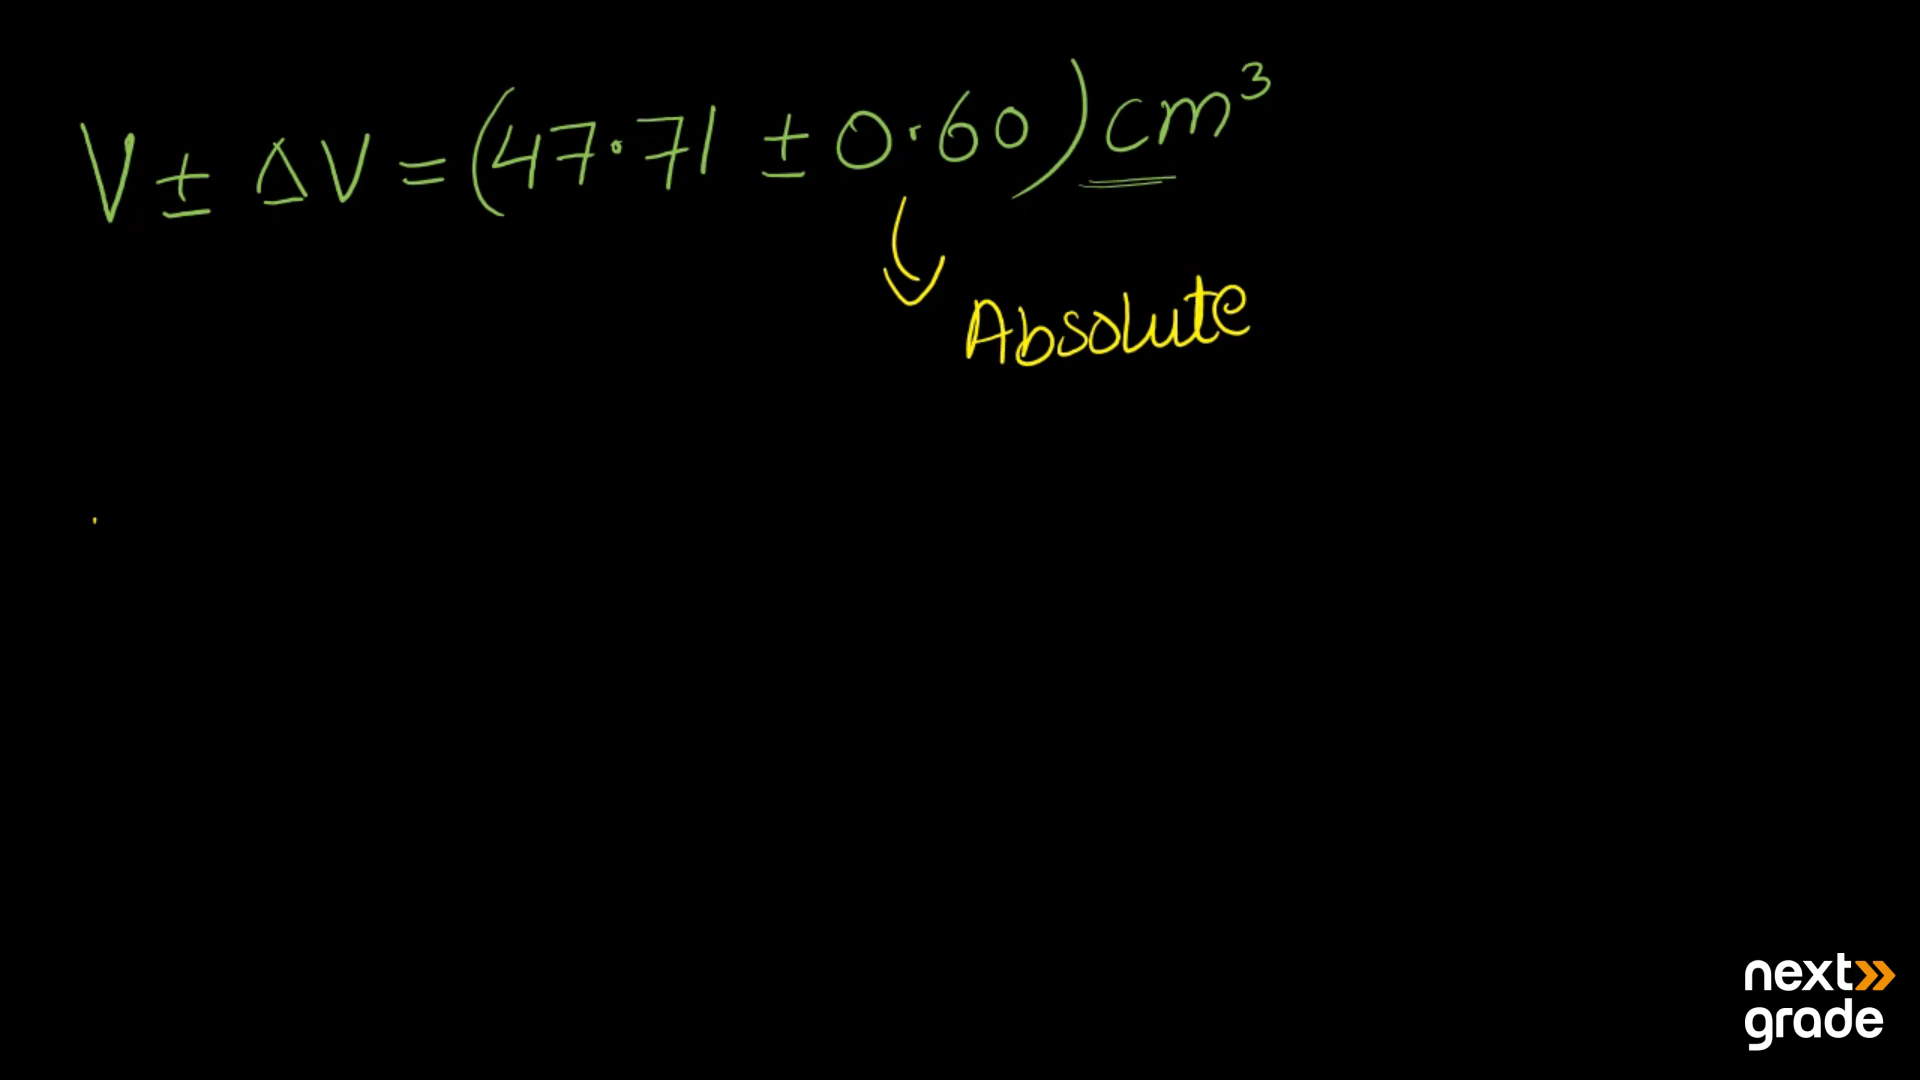 V ± ΔV = (47.71 ± 0.60) cm³
Absolute
next
grade